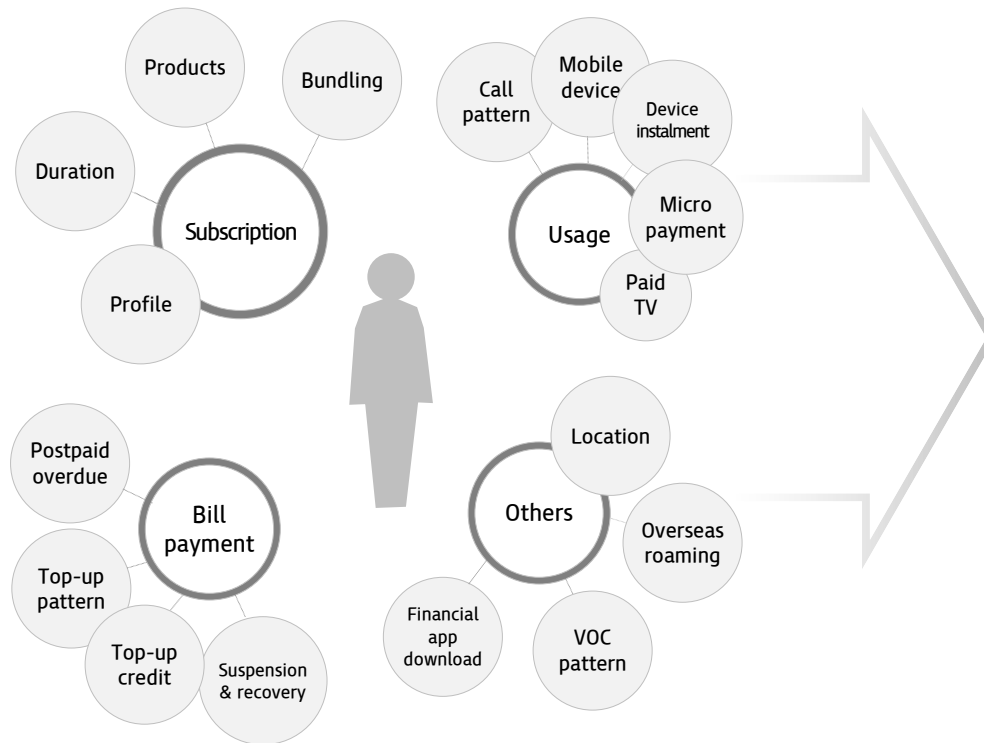 Products
Bundling
Duration
Subscription
Profile
Call
pattern
Mobile
device
Device
instalment
Usage
Micro
payment
Paid
TV
Postpaid
overdue
Bill
payment
Top-up
pattern
Top-up
credit
Suspension
& recovery
Location
Others
Overseas
roaming
Financial
app
download
VOC
pattern